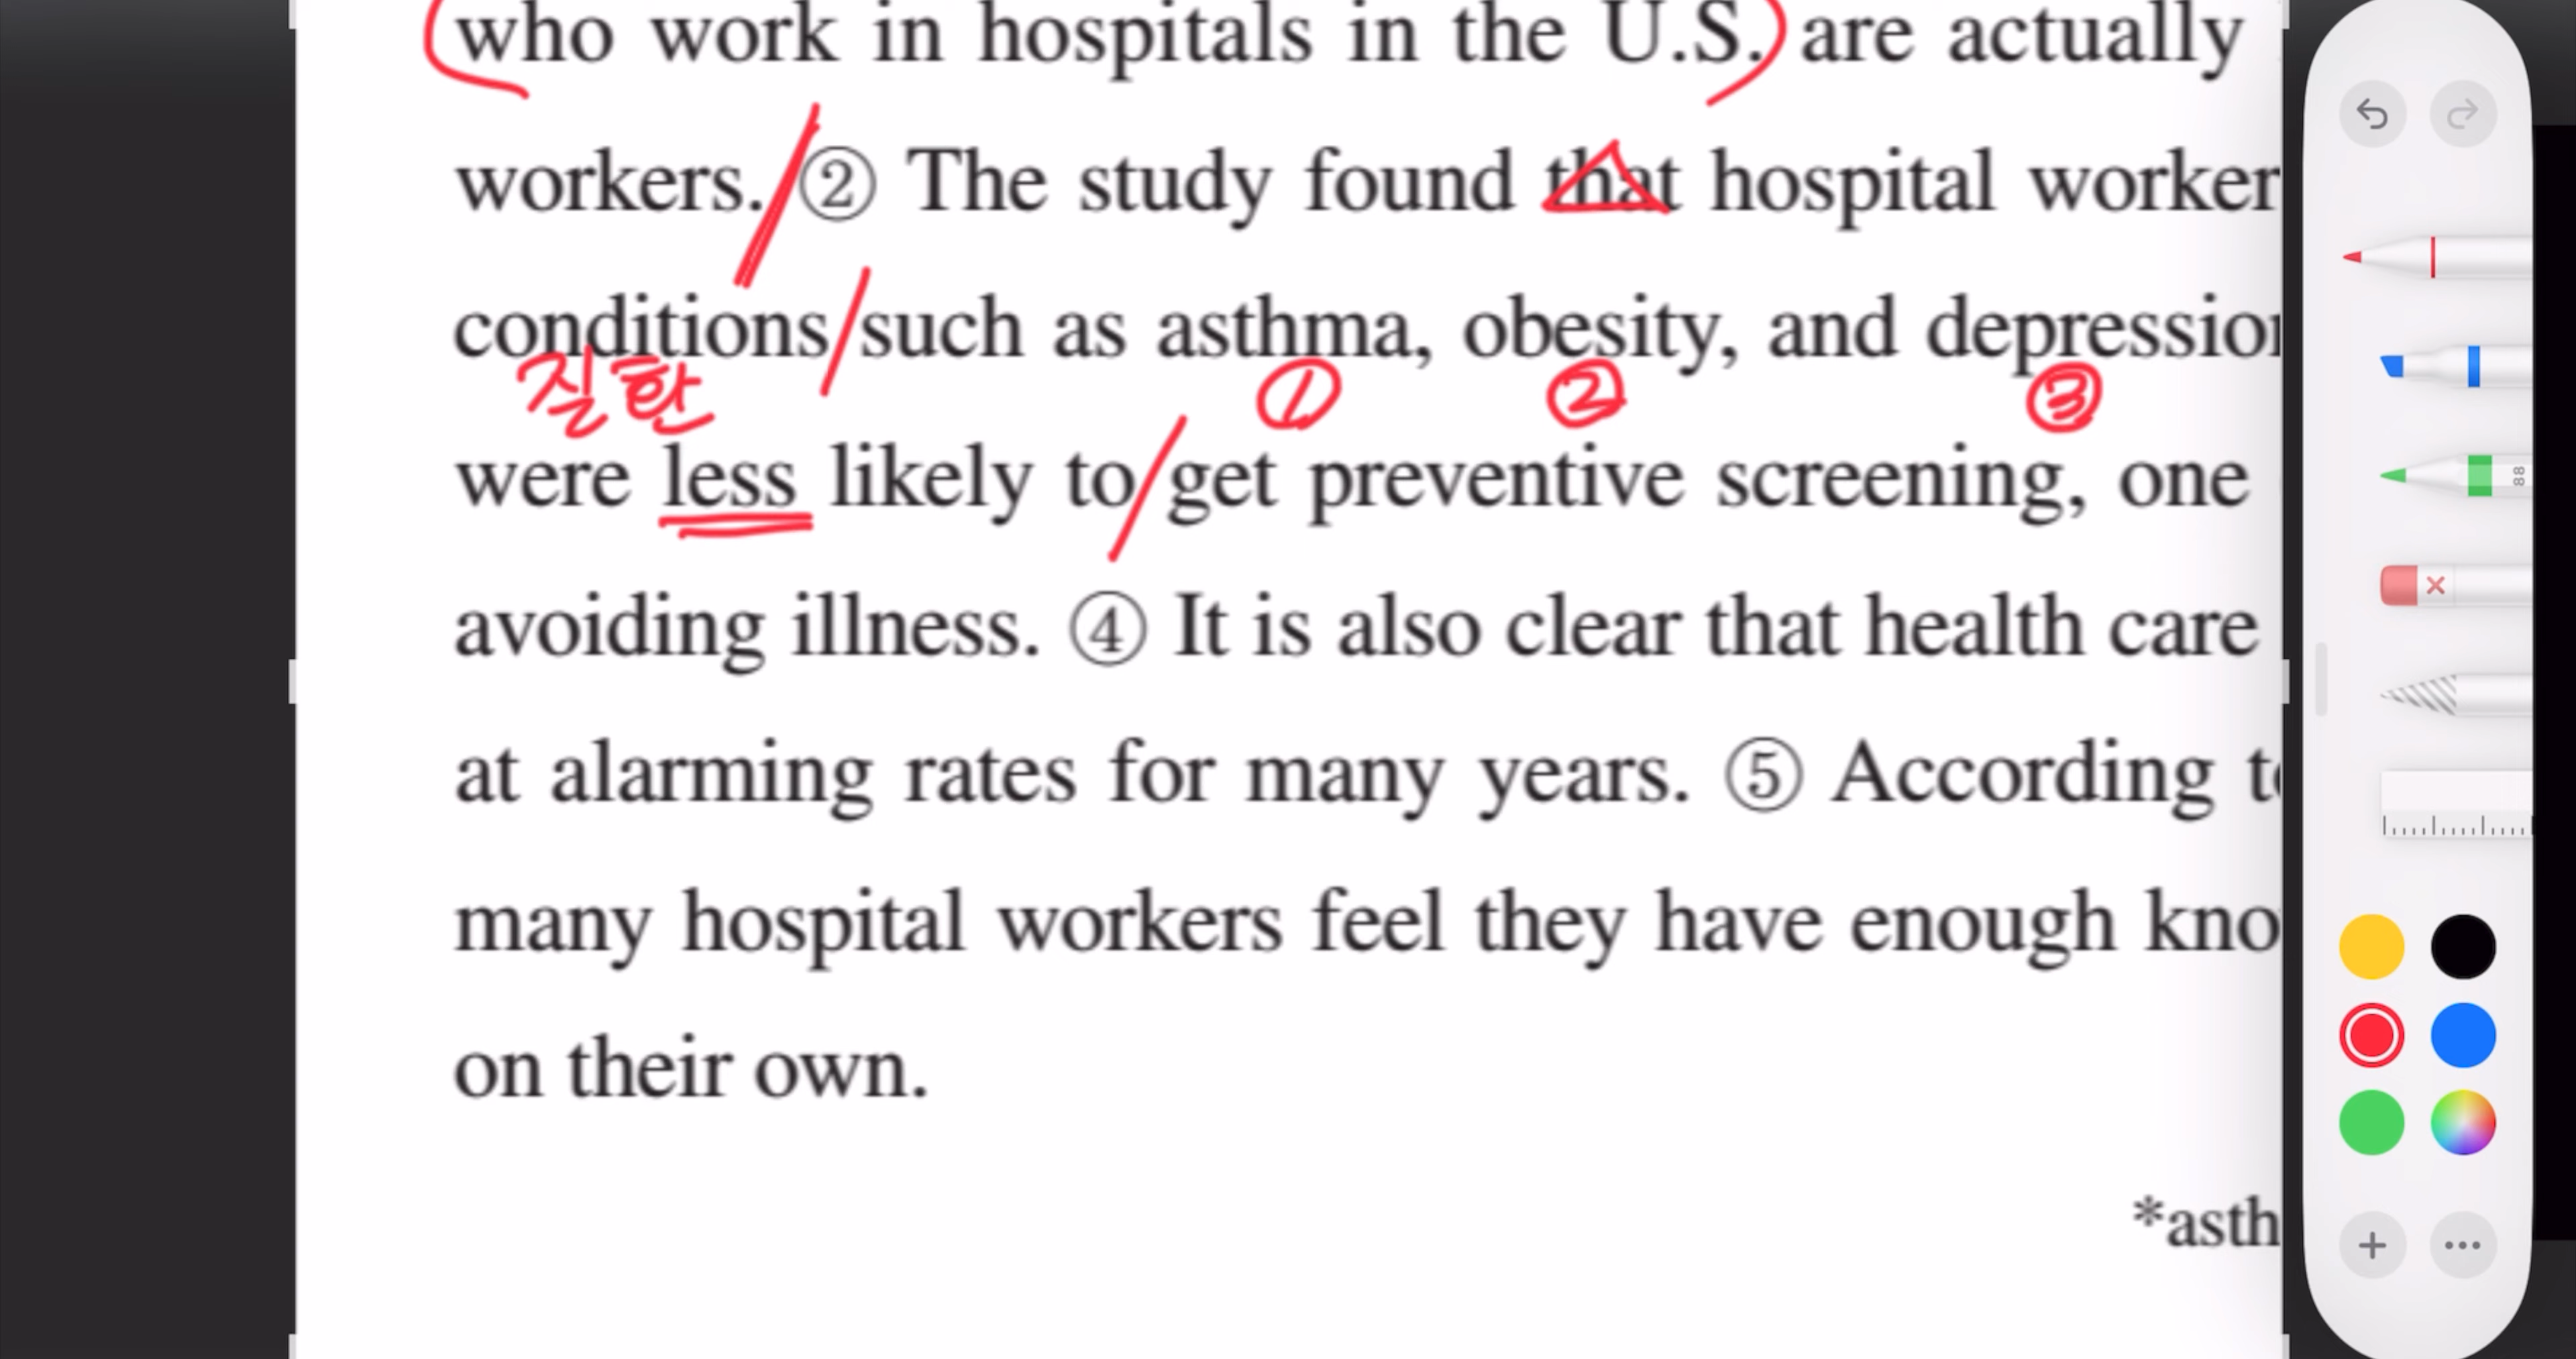 who work in hospitals in the U.S. are actually
workers. ② The study found that hospital worker
conditions such as asthma, obesity, and depression
질환 ① ② ③
were less likely to get preventive screening, one
avoiding illness. ④ It is also clear that health care
at alarming rates for many years. ⑤ According to
many hospital workers feel they have enough kno
on their own.
*asth
88